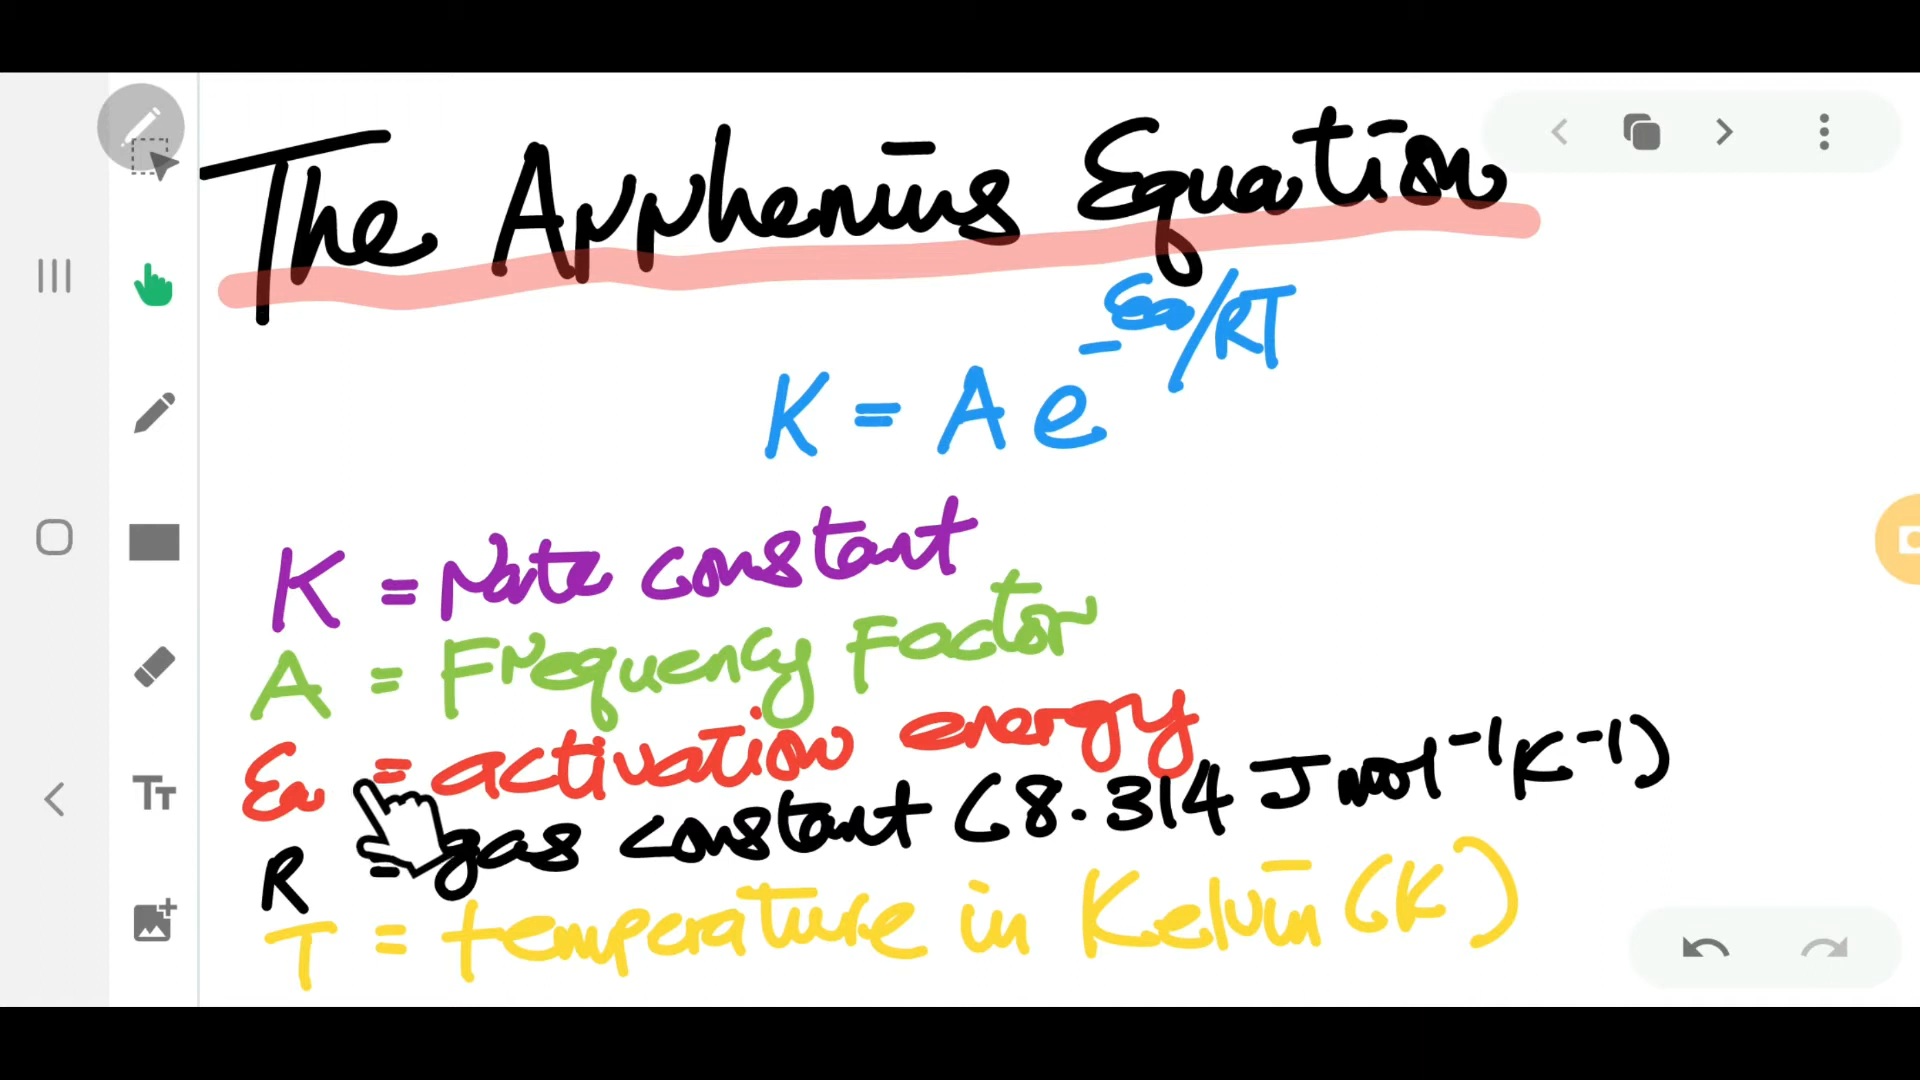 The Arrhenius Equation
K = A e^-Ea/RT
K = rate constant
A = Frequency Factor
Ea = activation energy
R = gas constant (8.314 J mol^-1 K^-1)
T = temperature in Kelvin (K)
Tт